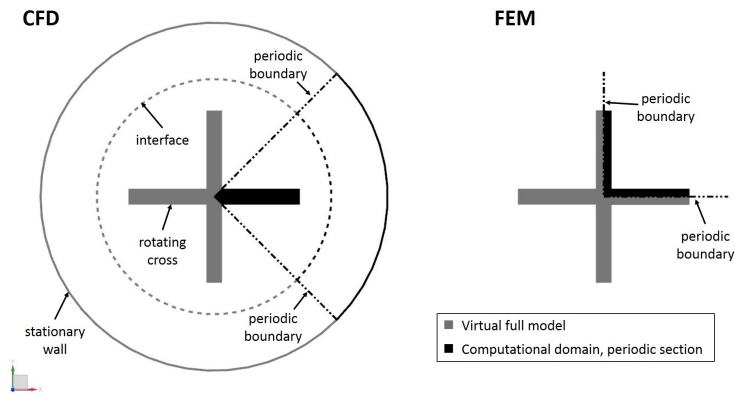 CFD
FEM
periodic
boundary
interface
rotating
cross
periodic
boundary
stationary
wall
periodic
boundary
periodic
boundary
Virtual full model
Computational domain, periodic section